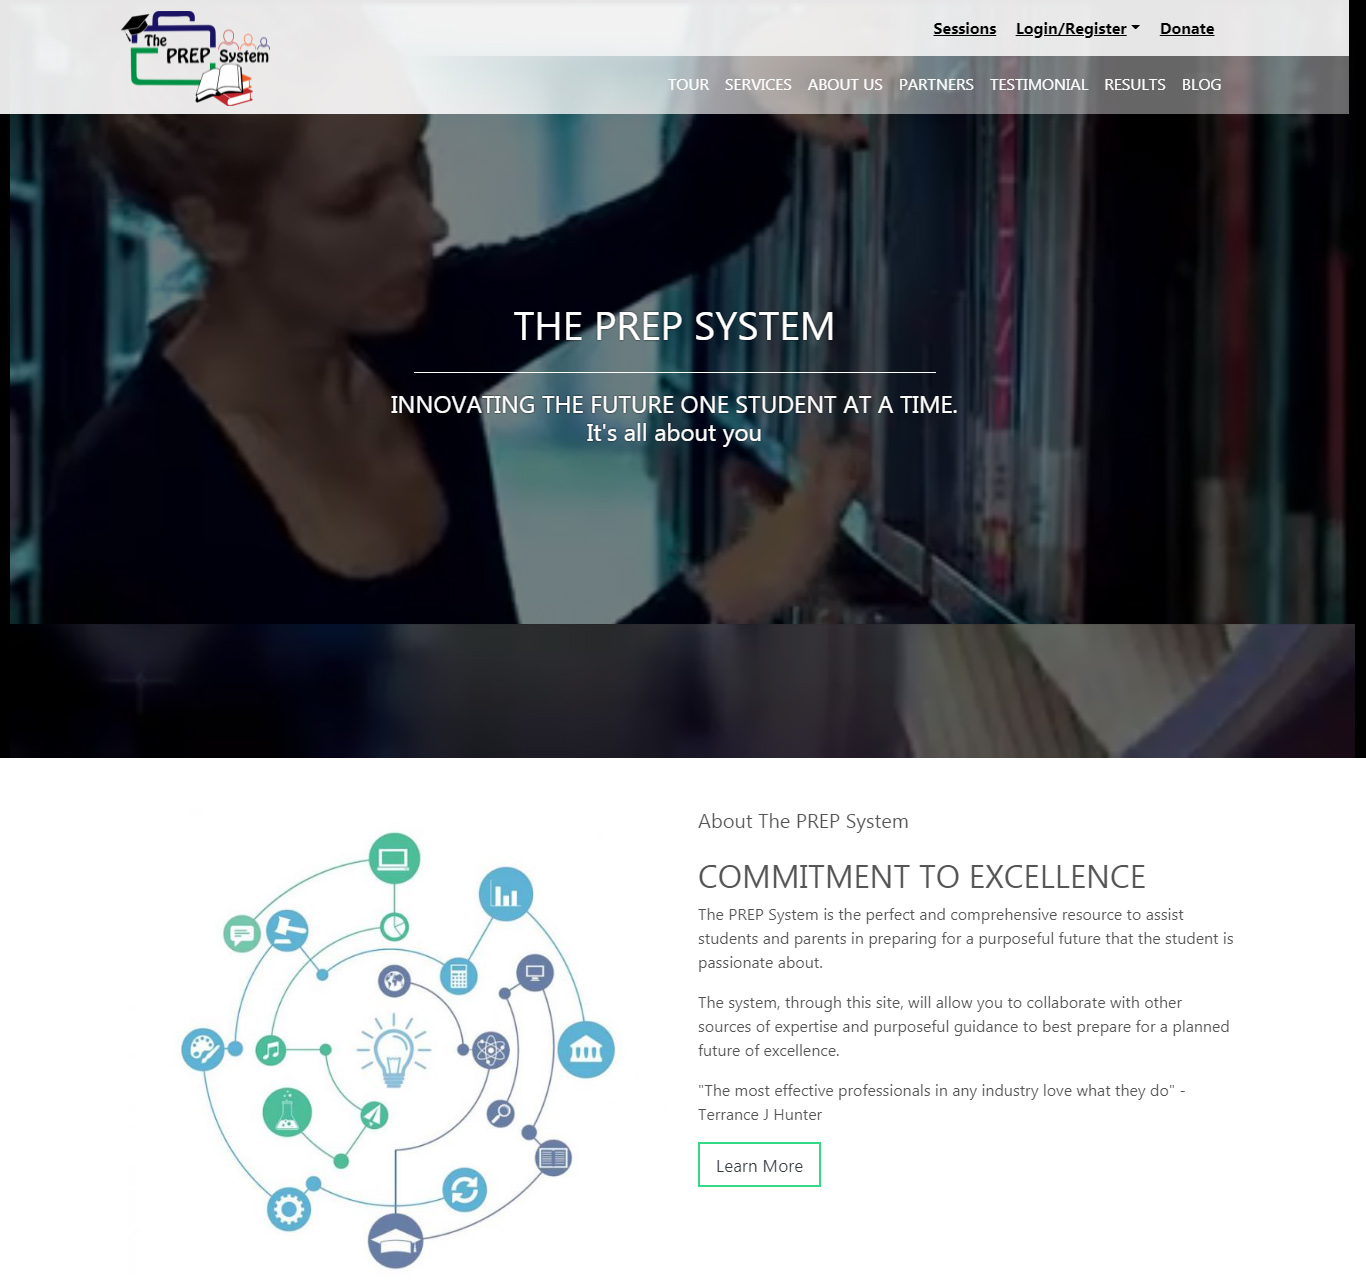 The
PREP System
Sessions Login/Register Donate
TOUR SERVICES ABOUT US PARTNERS TESTIMONIAL RESULTS BLOG
THE PREP SYSTEM
INNOVATING THE FUTURE ONE STUDENT AT A TIME.
It's all about you
About The PREP System
COMMITMENT TO EXCELLENCE
The PREP System is the perfect and comprehensive resource to assist
students and parents in preparing for a purposeful future that the student is
passionate about.
The system, through this site, will allow you to collaborate with other
sources of expertise and purposeful guidance to best prepare for a planned
future of excellence.
"The most effective professionals in any industry love what they do" -
Terrance J Hunter
Learn More